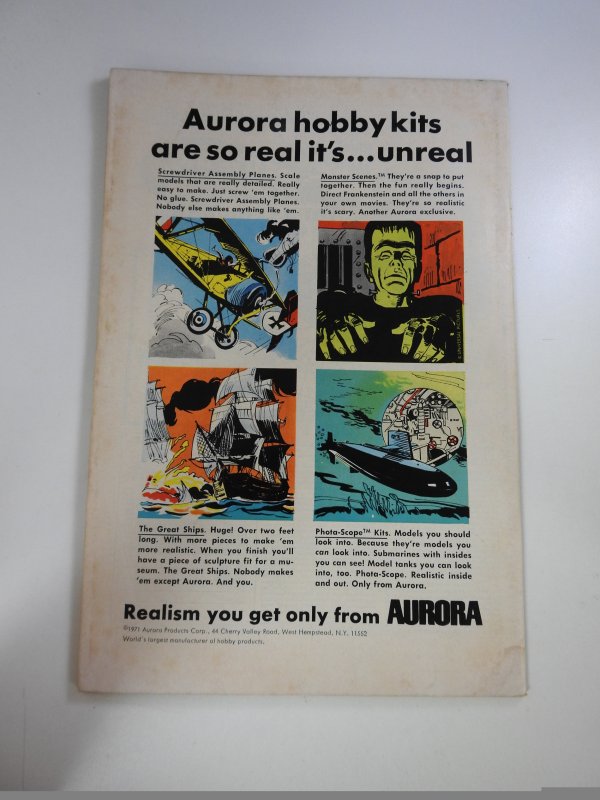 Aurora hobby kits
are so real it's...unreal
Screwdriver Assembly Planes. Scale
models that are really detailed. Really
easy to make. Just screw 'em together.
No glue. Screwdriver Assembly Planes.
Nobody else makes anything like 'em.
Monster Scenes.™ They're a snap to put
together. Then the fun really begins.
Direct Frankenstein and all the others in
your own movies. They're so realistic
it's scary. Another Aurora exclusive.
© UNIVERSAL PICTURES
The Great Ships. Huge! Over two feet
long. With more pieces to make 'em
more realistic. When you finish you'll
have a piece of sculpture fit for a mu-
seum. The Great Ships. Nobody makes
'em except Aurora. And you.
Phota-Scope™ Kits. Models you should
look into. Because they're models you
can look into. Submarines with insides
you can see! Model tanks you can look
into, too. Phota-Scope. Realistic inside
and out. Only from Aurora.
Realism you get only from AURORA
©1971 Aurora Products Corp., 44 Cherry Valley Road, West Hempstead, N.Y. 11552
World's largest manufacturer of hobby products.